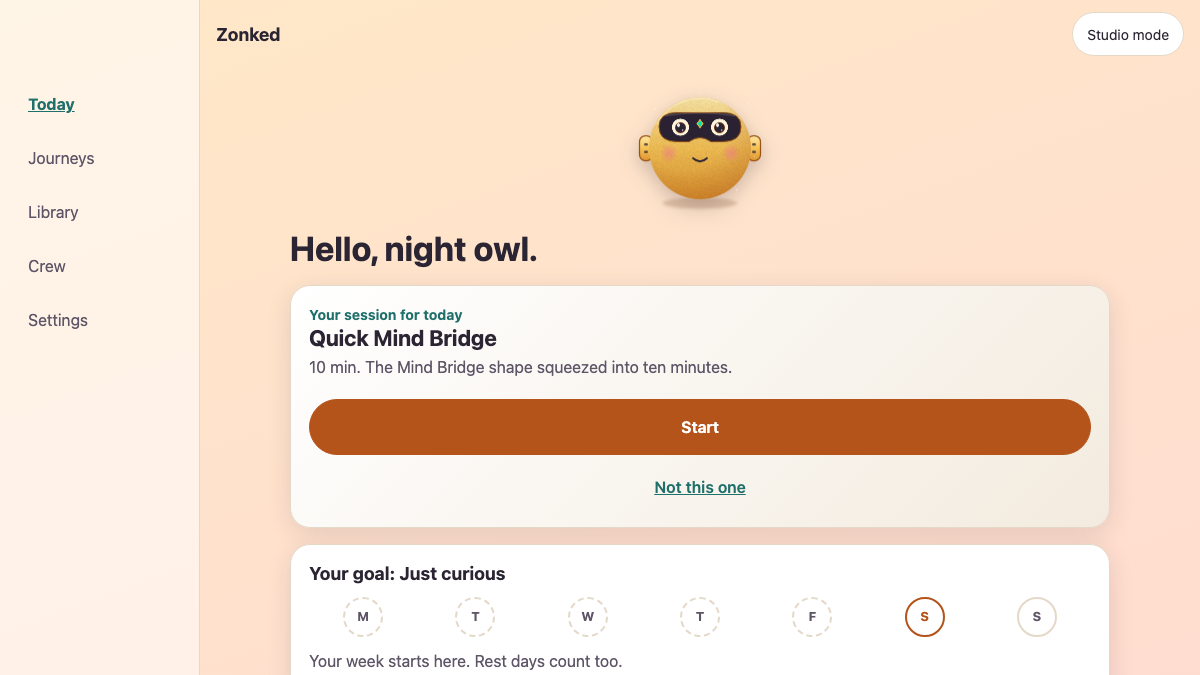 Zonked
Studio mode
Today
Journeys
Library
Crew
Settings
Hello, night owl.
Your session for today
Quick Mind Bridge
10 min. The Mind Bridge shape squeezed into ten minutes.
Start
Not this one
Your goal: Just curious
M T W T F S S
Your week starts here. Rest days count too.